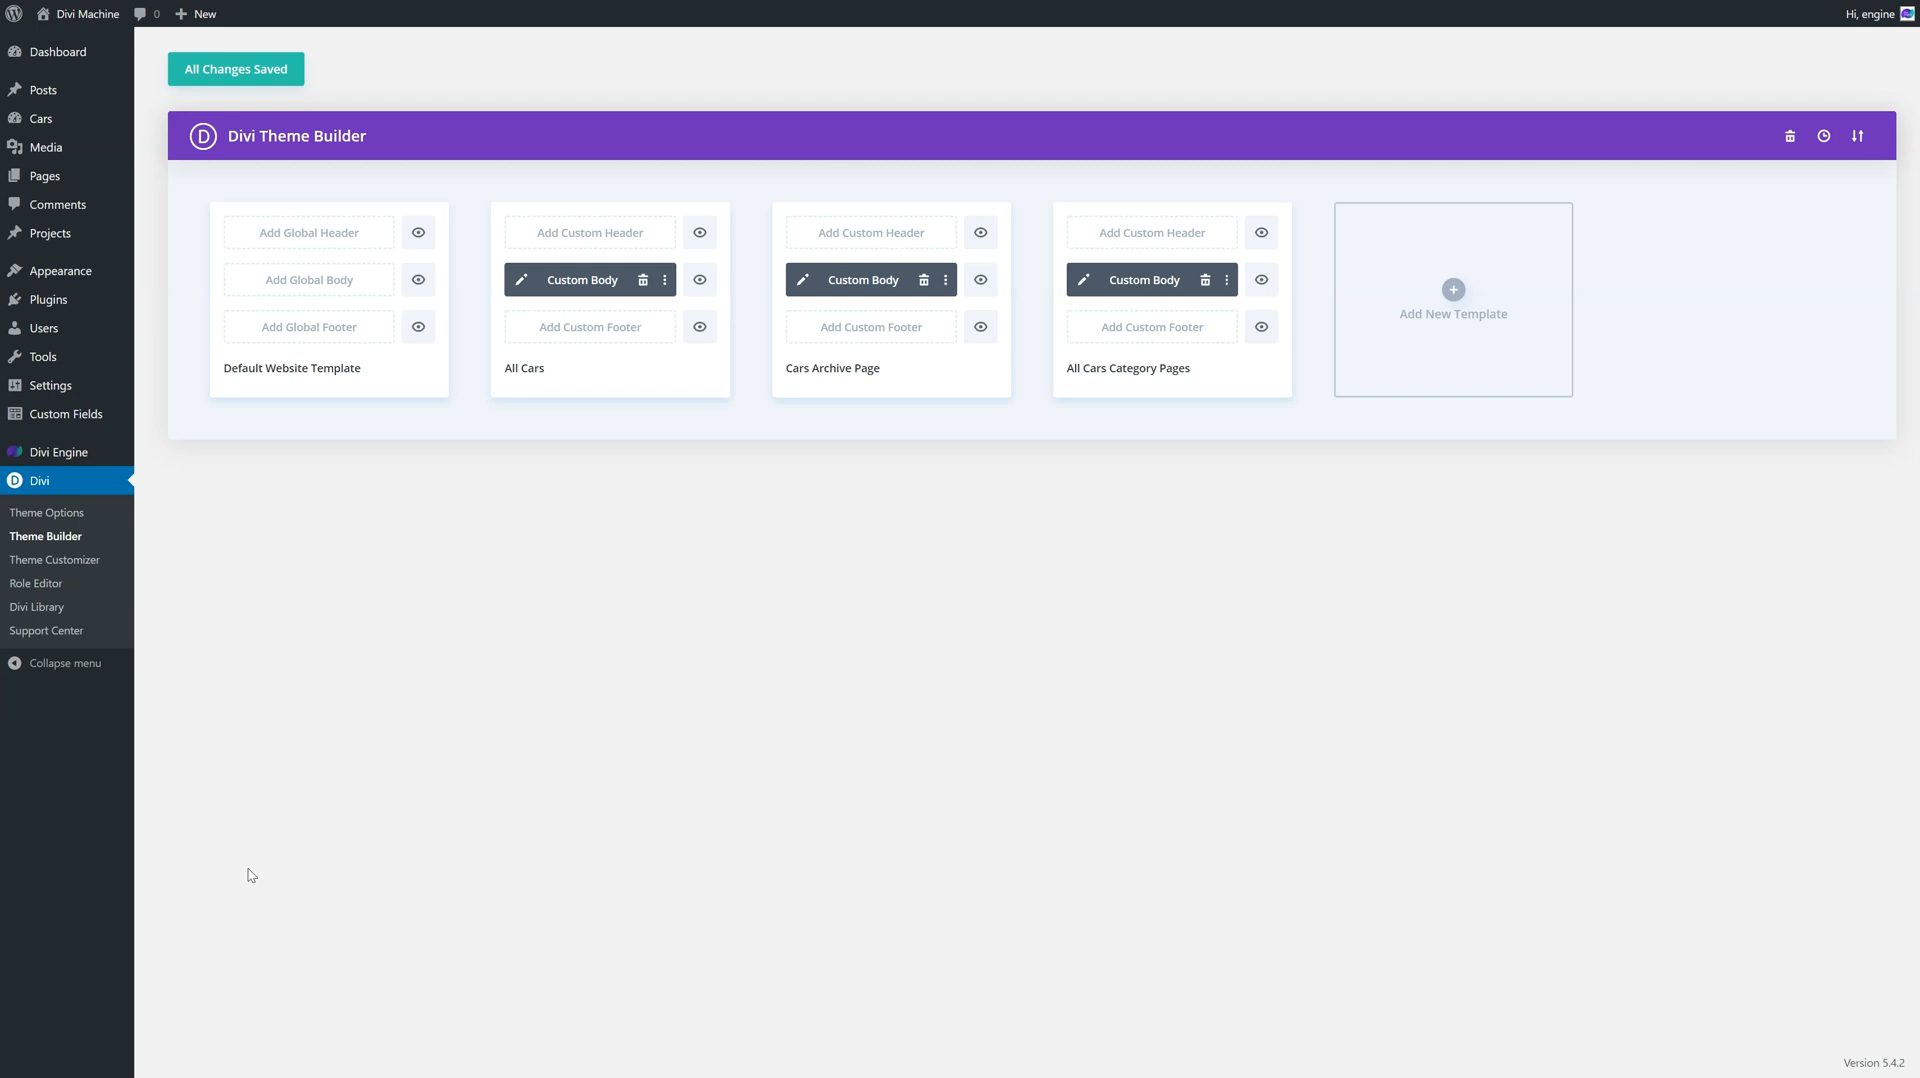 Divi Machine 0 New Hi, engine
Dashboard
Posts
Cars
Media
Pages
Comments
Projects
Appearance
Plugins
Users
Tools
Settings
Custom Fields
Divi Engine
Divi
Theme Options
Theme Builder
Theme Customizer
Role Editor
Divi Library
Support Center
Collapse menu
All Changes Saved
Divi Theme Builder
Add Global Header
Add Global Body
Add Global Footer
Default Website Template
Add Custom Header
Custom Body
Add Custom Footer
All Cars
Add Custom Header
Custom Body
Add Custom Footer
Cars Archive Page
Add Custom Header
Custom Body
Add Custom Footer
All Cars Category Pages
Add New Template
Version 5.4.2